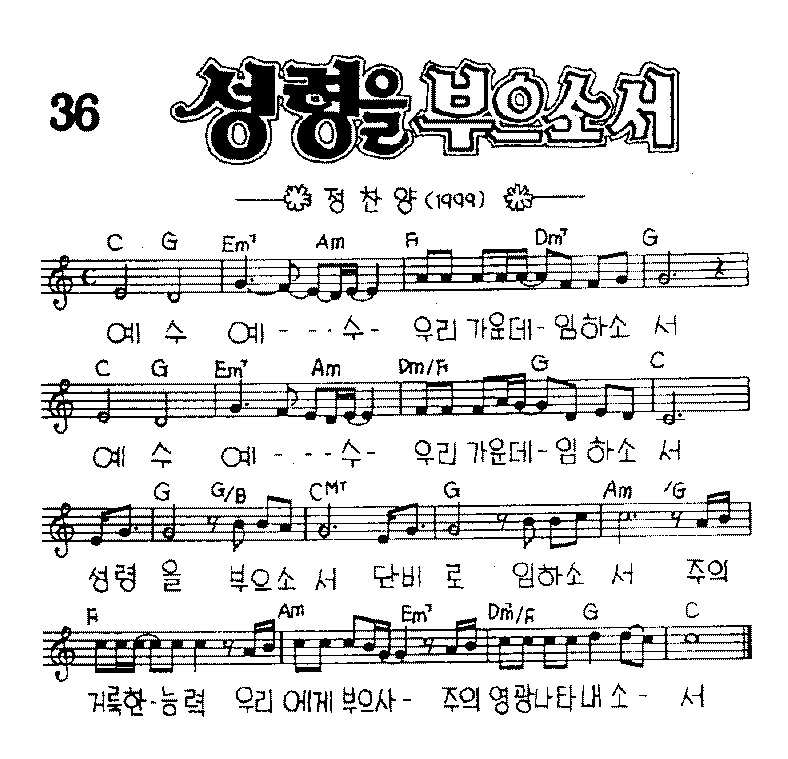 성령을 부으소서
36
정찬양(1999)
C G Em7 Am F Dm7 G
예 수 예 - - - 수 - 우리 가운데 - 임하소 서
C G Em7 Am Dm/F G C
예 수 예 - - - 수 - 우리 가운데 - 임 하소 서
G G/B CM7 G Am /G
성령 을 부으소 서 단비 로 임하소 서 주의
F Am Em7 Dm7/F G C
거룩한 - 능력 우리 에게 부으사 - 주의 영광나타내 소 - 서